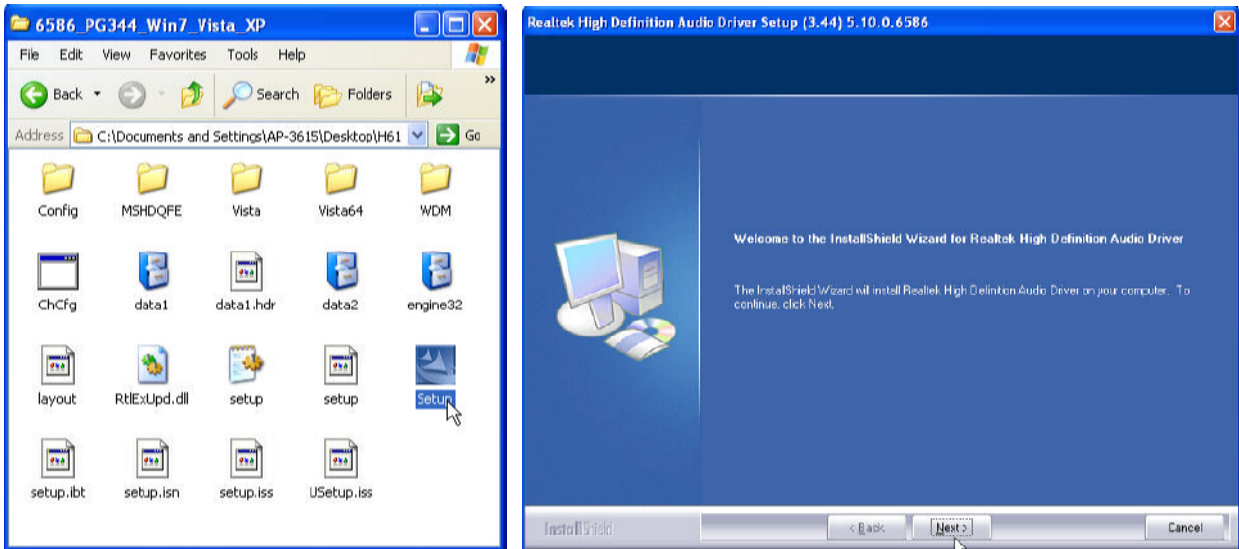 6586_PG344_Win7_Vista_XP
File Edit View Favorites Tools Help
Back Search Folders
Address C:\Documents and Settings\AP-3615\Desktop\H61 Go
Config MSHDQFE Vista Vista64 WDM
ChCfg data1 data1.hdr data2 engine32
layout RtlExUpd.dll setup setup Setup
setup.ibt setup.isn setup.iss USetup.iss
Realtek High Definition Audio Driver Setup (3.44) 5.10.0.6586
Welcome to the InstallShield Wizard for Realtek High Definition Audio Driver
The InstallShield Wizard will install Realtek High Definition Audio Driver on your computer. To
continue, click Next.
InstallShield
< Back Next > Cancel